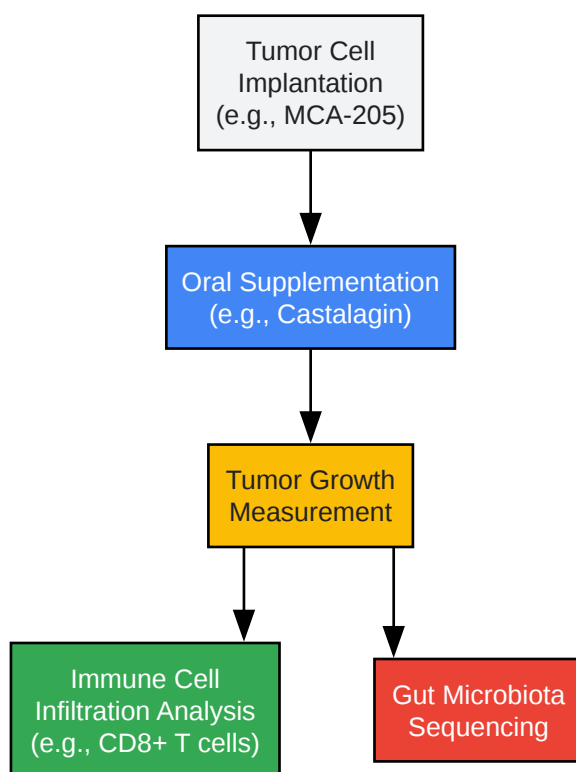 Tumor Cell
Implantation
(e.g., MCA-205)
Oral Supplementation
(e.g., Castalagin)
Tumor Growth
Measurement
Immune Cell
Infiltration Analysis
(e.g., CD8+ T cells)
Gut Microbiota
Sequencing